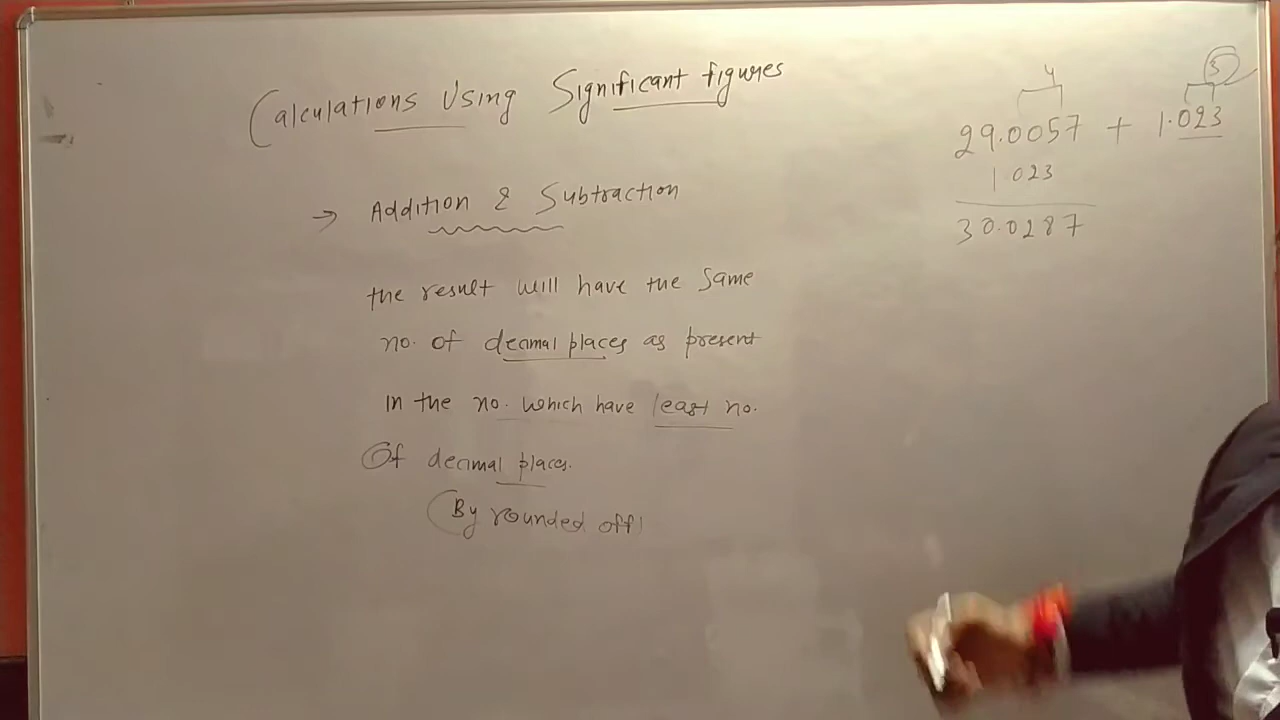 Calculations Using Significant figures
→ Addition & Subtraction
the result will have the same
no. of decimal places as present
in the no. which have least no.
Of decimal places.
(By rounded off)
4
3
29.0057 + 1.023
1.023
30.0287